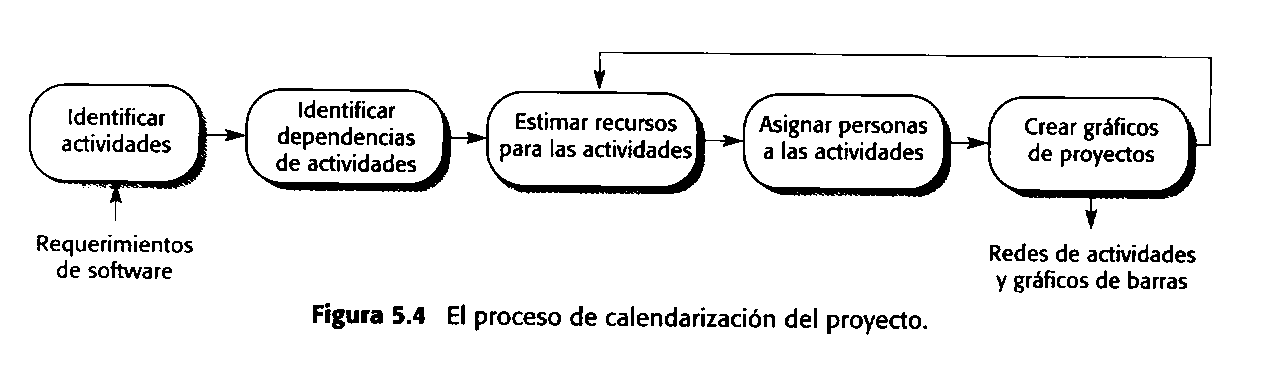 Identificar
actividades
Identificar
dependencias
de actividades
Estimar recursos
para las actividades
Asignar personas
a las actividades
Crear gráficos
de proyectos
Requerimientos
de software
Redes de actividades
y gráficos de barras
Figura 5.4 El proceso de calendarización del proyecto.